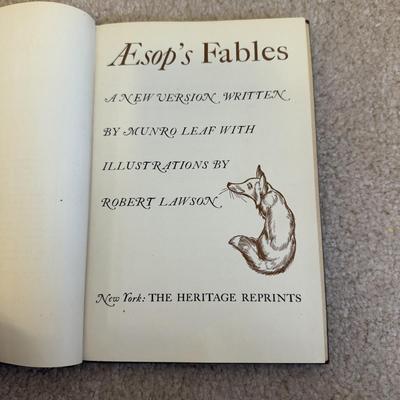 Æsop's Fables
A NEW VERSION WRITTEN
BY MUNRO LEAF WITH
ILLUSTRATIONS BY
ROBERT LAWSON
New York: THE HERITAGE REPRINTS